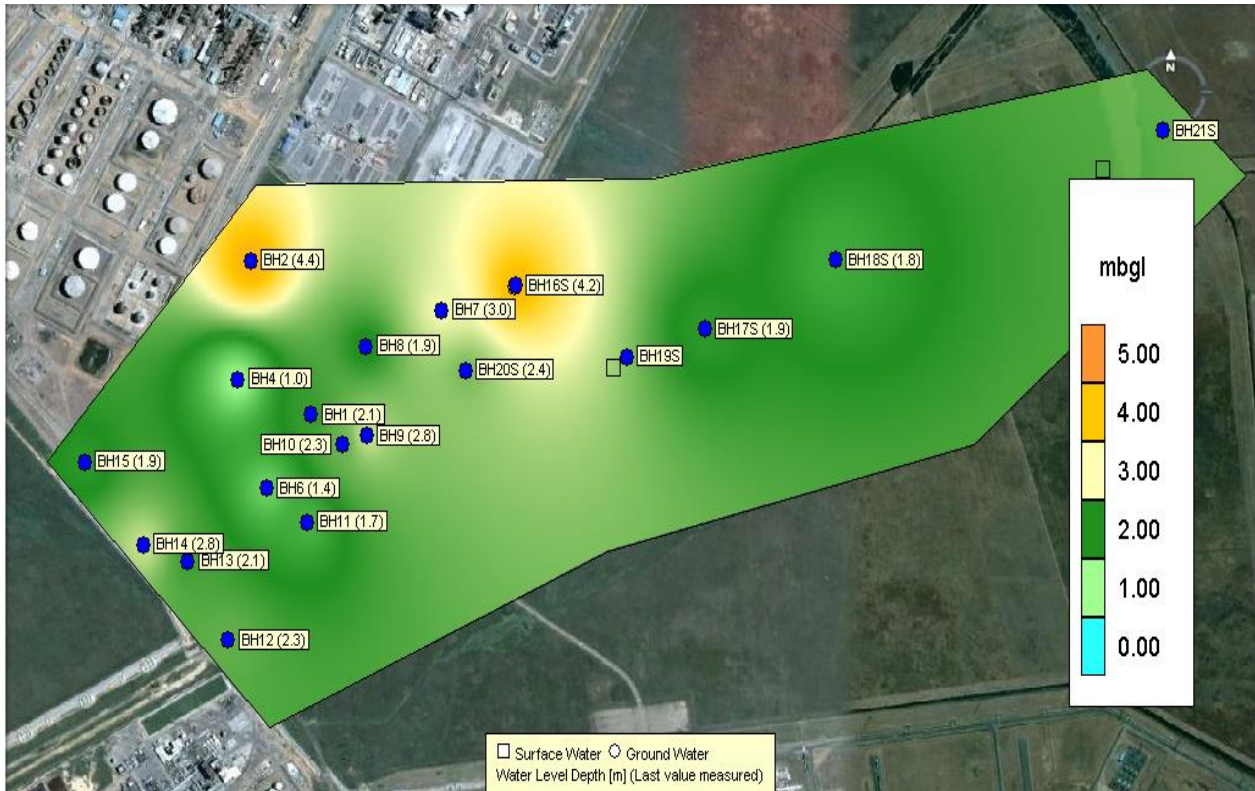 N
BH21S
BH2 (4.4)
BH18S (1.8)
BH16S (4.2)
BH7 (3.0)
BH17S (1.9)
BH8 (1.9)
BH19S
BH20S (2.4)
BH4 (1.0)
BH1 (2.1)
BH9 (2.8)
BH10 (2.3)
BH15 (1.9)
BH6 (1.4)
BH11 (1.7)
BH14 (2.8)
BH13 (2.1)
BH12 (2.3)
mbgl
5.00
4.00
3.00
2.00
1.00
0.00
Surface Water Ground Water
Water Level Depth [m] (Last value measured)